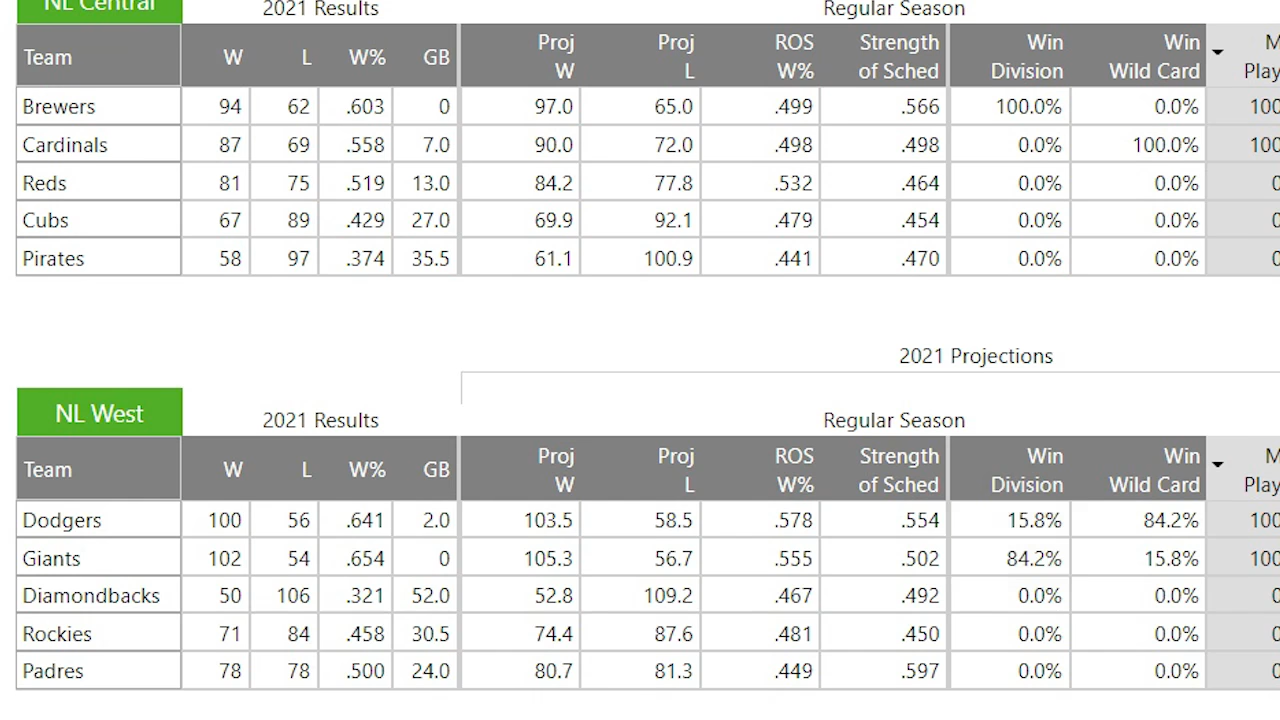 NL Central 2021 Results Regular Season
Team W L W% GB Proj W Proj L ROS W% Strength of Sched Win Division Win Wild Card
Brewers 94 62 .603 0 97.0 65.0 .499 .566 100.0% 0.0%
Cardinals 87 69 .558 7.0 90.0 72.0 .498 .498 0.0% 100.0%
Reds 81 75 .519 13.0 84.2 77.8 .532 .464 0.0% 0.0%
Cubs 67 89 .429 27.0 69.9 92.1 .479 .454 0.0% 0.0%
Pirates 58 97 .374 35.5 61.1 100.9 .441 .470 0.0% 0.0%
2021 Projections
NL West 2021 Results Regular Season
Team W L W% GB Proj W Proj L ROS W% Strength of Sched Win Division Win Wild Card
Dodgers 100 56 .641 2.0 103.5 58.5 .578 .554 15.8% 84.2%
Giants 102 54 .654 0 105.3 56.7 .555 .502 84.2% 15.8%
Diamondbacks 50 106 .321 52.0 52.8 109.2 .467 .492 0.0% 0.0%
Rockies 71 84 .458 30.5 74.4 87.6 .481 .450 0.0% 0.0%
Padres 78 78 .500 24.0 80.7 81.3 .449 .597 0.0% 0.0%